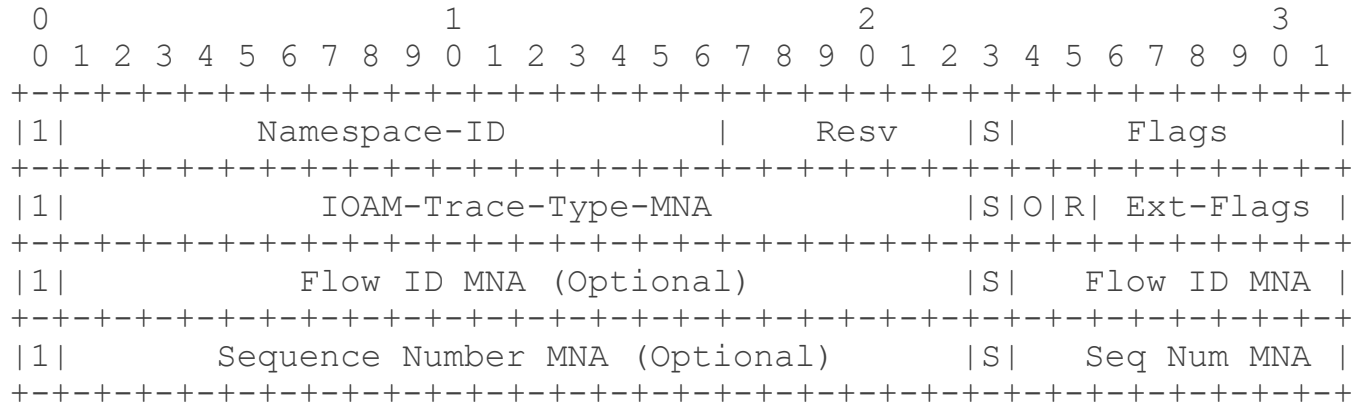 0                   1                   2                   3
 0 1 2 3 4 5 6 7 8 9 0 1 2 3 4 5 6 7 8 9 0 1 2 3 4 5 6 7 8 9 0 1
+-+-+-+-+-+-+-+-+-+-+-+-+-+-+-+-+-+-+-+-+-+-+-+-+-+-+-+-+-+-+-+-+
|1|         Namespace-ID          |    Resv   |S|     Flags     |
+-+-+-+-+-+-+-+-+-+-+-+-+-+-+-+-+-+-+-+-+-+-+-+-+-+-+-+-+-+-+-+-+
|1|            IOAM-Trace-Type-MNA            |S|O|R| Ext-Flags |
+-+-+-+-+-+-+-+-+-+-+-+-+-+-+-+-+-+-+-+-+-+-+-+-+-+-+-+-+-+-+-+-+
|1|           Flow ID MNA (Optional)          |S|   Flow ID MNA |
+-+-+-+-+-+-+-+-+-+-+-+-+-+-+-+-+-+-+-+-+-+-+-+-+-+-+-+-+-+-+-+-+
|1|       Sequence Number MNA (Optional)      |S|   Seq Num MNA |
+-+-+-+-+-+-+-+-+-+-+-+-+-+-+-+-+-+-+-+-+-+-+-+-+-+-+-+-+-+-+-+-+